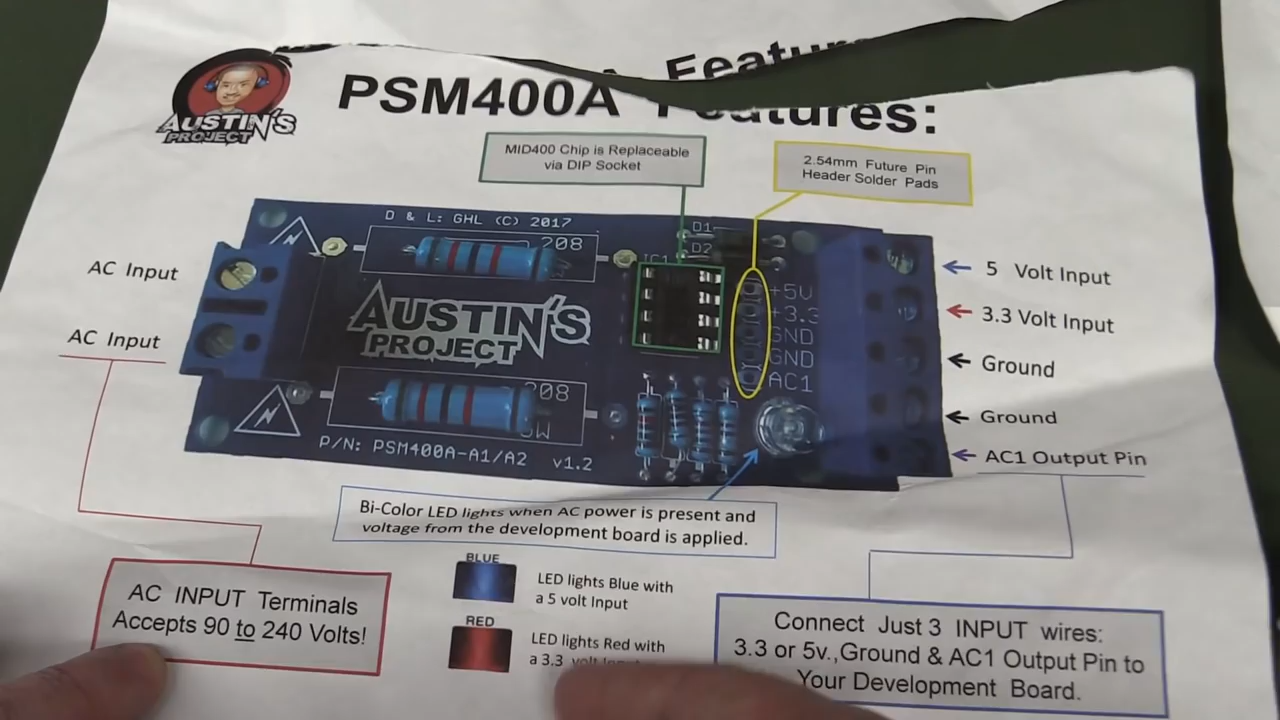 Features:
PSM400A Features:
AUSTIN'S
PROJECT
MID400 Chip is Replaceable
via DIP Socket
2.54mm Future Pin
Header Solder Pads
D & L: GHL (C) 2017
208
D1
D2
IC1
AC Input
AC Input
+5V
+3.3
GND
GND
AC1
5 Volt Input
3.3 Volt Input
Ground
Ground
AC1 Output Pin
AUSTIN'S
PROJECT
208
5W
P/N: PSM400A-A1/A2 v1.2
Bi-Color LED lights when AC power is present and
voltage from the development board is applied.
AC INPUT Terminals
Accepts 90 to 240 Volts!
BLUE
LED lights Blue with
a 5 volt Input
RED
LED lights Red with
a 3.3 volt
Connect Just 3 INPUT wires:
3.3 or 5v.,Ground & AC1 Output Pin to
Your Development Board.